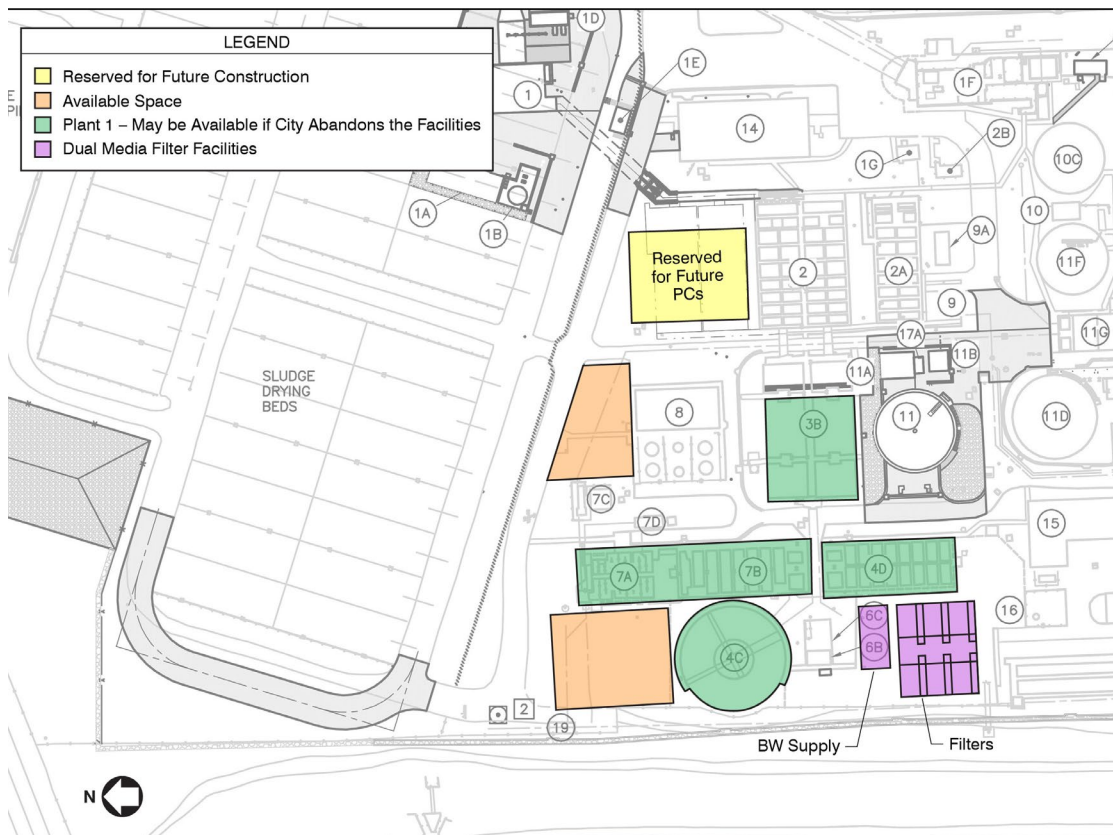 LEGEND
Reserved for Future Construction
Available Space
Plant 1 – May be Available if City Abandons the Facilities
Dual Media Filter Facilities
1D
1
1E
1F
14
1G
2B
10C
1A
1B
10
9A
11F
Reserved
for Future
PCs
2
2A
9
17A
11B
11G
11A
SLUDGE
DRYING
BEDS
8
3B
11
11D
7C
7D
15
7A
7B
4D
16
6C
4C
6B
2
19
BW Supply
Filters
N